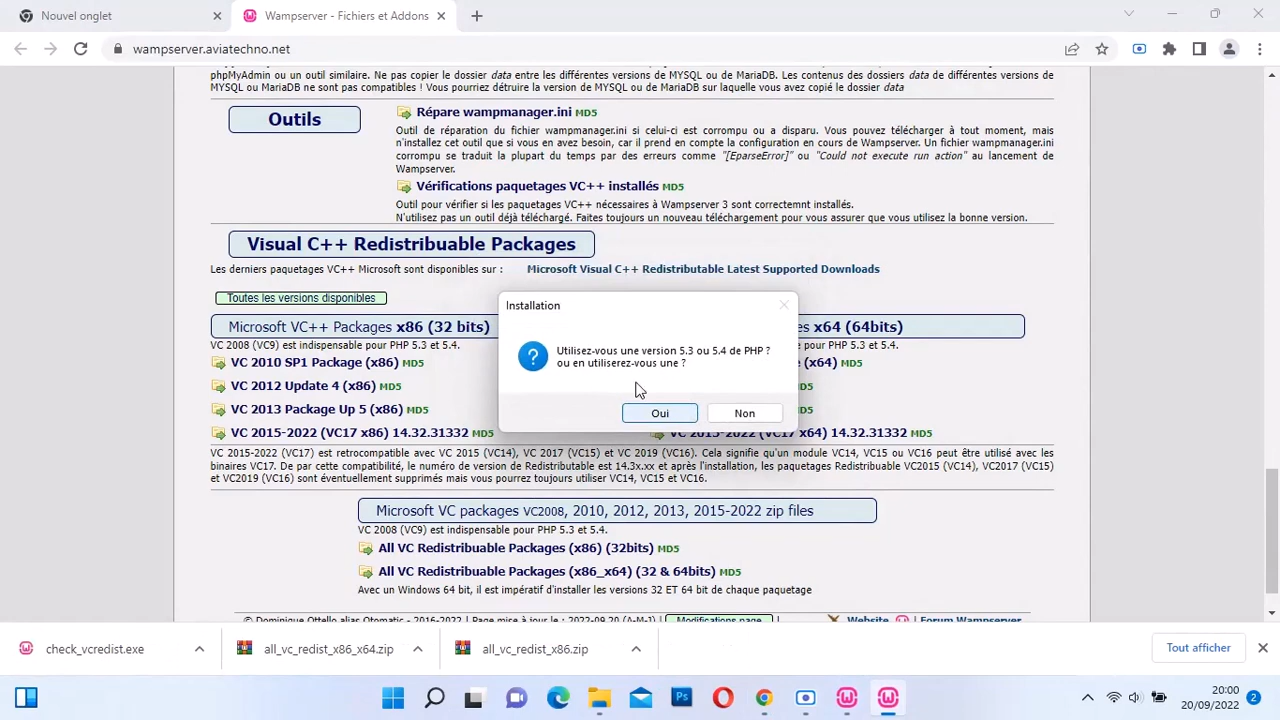 Nouvel onglet
Wampserver - Fichiers et Addons
wampserver.aviatechno.net
phpMyAdmin ou un outil similaire. Ne pas copier le dossier data entre les différentes versions de MYSQL ou de MariaDB. Les contenus des dossiers data de différentes versions de
MYSQL ou MariaDB ne sont pas compatibles ! Vous pourriez détruire la version de MYSQL ou de MariaDB sur laquelle vous avez copié le dossier data
Outils
Répare wampmanager.ini MD5
Outil de réparation du fichier wampmanager.ini si celui-ci est corrompu ou a disparu. Vous pouvez télécharger à tout moment, mais
n'installez cet outil que si vous en avez besoin, car il prend en compte la configuration en cours de Wampserver. Un fichier wampmanager.ini
corrompu se traduit la plupart du temps par des erreurs comme "[EparseError]" ou "Could not execute run action" au lancement de
Wampserver.
Vérifications paquetages VC++ installés MD5
Outil pour vérifier si les paquetages VC++ nécessaires à Wampserver 3 sont correctemnt installés.
N'utilisez pas un outil déjà téléchargé. Faites toujours un nouveau téléchargement pour vous assurer que vous utilisez la bonne version.
Visual C++ Redistribuable Packages
Les derniers paquetages VC++ Microsoft sont disponibles sur : Microsoft Visual C++ Redistributable Latest Supported Downloads
Toutes les versions disponibles
Installation
Utilisez-vous une version 5.3 ou 5.4 de PHP ?
ou en utiliserez-vous une ?
Oui Non
Microsoft VC++ Packages x86 (32 bits)
VC 2008 (VC9) est indispensable pour PHP 5.3 et 5.4.
VC 2010 SP1 Package (x86) MD5
VC 2012 Update 4 (x86) MD5
VC 2013 Package Up 5 (x86) MD5
VC 2015-2022 (VC17 x86) 14.32.31332 MD5
es x64 (64bits)
e pour PHP 5.3 et 5.4.
(x64) MD5
D5
MD5
VC 2015-2022 (VC17 x64) 14.32.31332 MD5
VC 2015-2022 (VC17) est retrocompatible avec VC 2015 (VC14), VC 2017 (VC15) et VC 2019 (VC16). Cela signifie qu'un module VC14, VC15 ou VC16 peut être utilisé avec les
binaires VC17. De par cette compatibilité, le numéro de version de Redistributable est 14.3x.xx et après l'installation, les paquetages Redistribuable VC2015 (VC14), VC2017 (VC15)
et VC2019 (VC16) sont éventuellement supprimés mais vous pourrez toujours utiliser VC14, VC15 et VC16.
Microsoft VC packages VC2008, 2010, 2012, 2013, 2015-2022 zip files
VC 2008 (VC9) est indispensable pour PHP 5.3 et 5.4.
All VC Redistribuable Packages (x86) (32bits) MD5
All VC Redistribuable Packages (x86_x64) (32 & 64bits) MD5
Avec un Windows 64 bit, il est impératif d'installer les versions 32 ET 64 bit de chaque paquetage
© Dominique Ottello alias Otomatic - 2016-2022 | Page mise à jour le : 2022-09-20 (A-M-J) | Modifications page | Website Forum Wampserver
check_vcredist.exe
all_vc_redist_x86_x64.zip
all_vc_redist_x86.zip
Tout afficher
Ps
20:00
20/09/2022
2